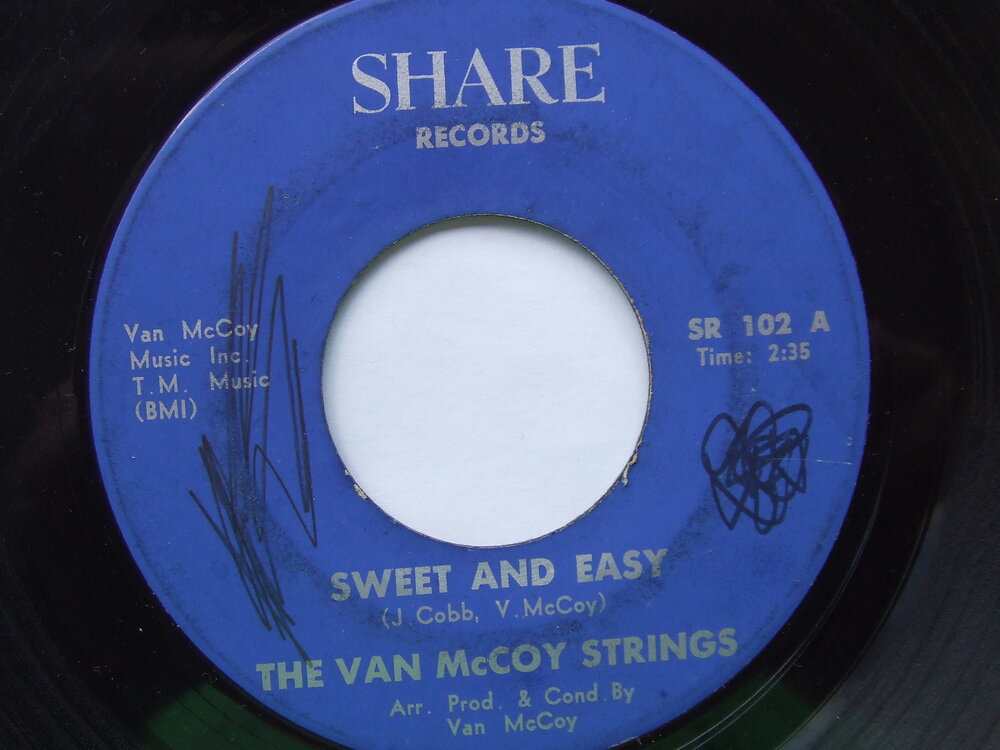 SHARE
RECORDS
Van McCoy
Music Inc.
T.M. Music
(BMI)
SR 102 A
Time: 2:35
SWEET AND EASY
(J. Cobb, V. McCoy)
THE VAN McCOY STRINGS
Arr. Prod. & Cond. By
Van McCoy